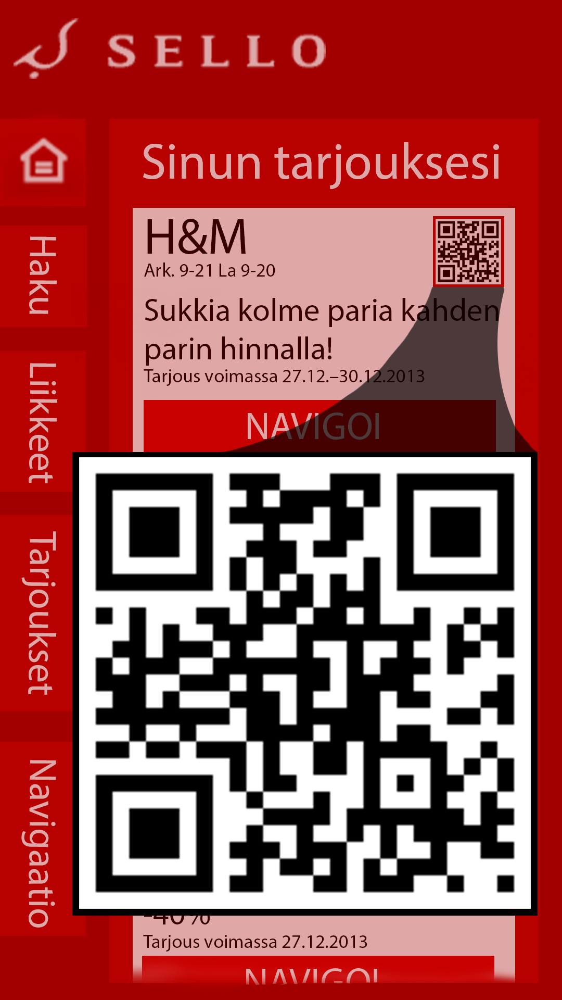 SELLO
Sinun tarjouksesi
H&M
Ark. 9-21 La 9-20
Sukkia kolme paria kahden
parin hinnalla!
Tarjous voimassa 27.12.–30.12.2013
NAVIGOI
Haku
Liikkeet
Tarjoukset
Navigaatio
-40%
Tarjous voimassa 27.12.2013
NAVIGOI